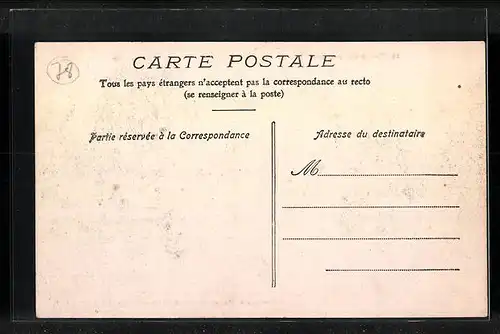 78
CARTE POSTALE
Tous les pays étrangers n'acceptent pas la correspondance au recto
(se renseigner à la poste)
Partie réservée à la Correspondance
Adresse du destinataire
M